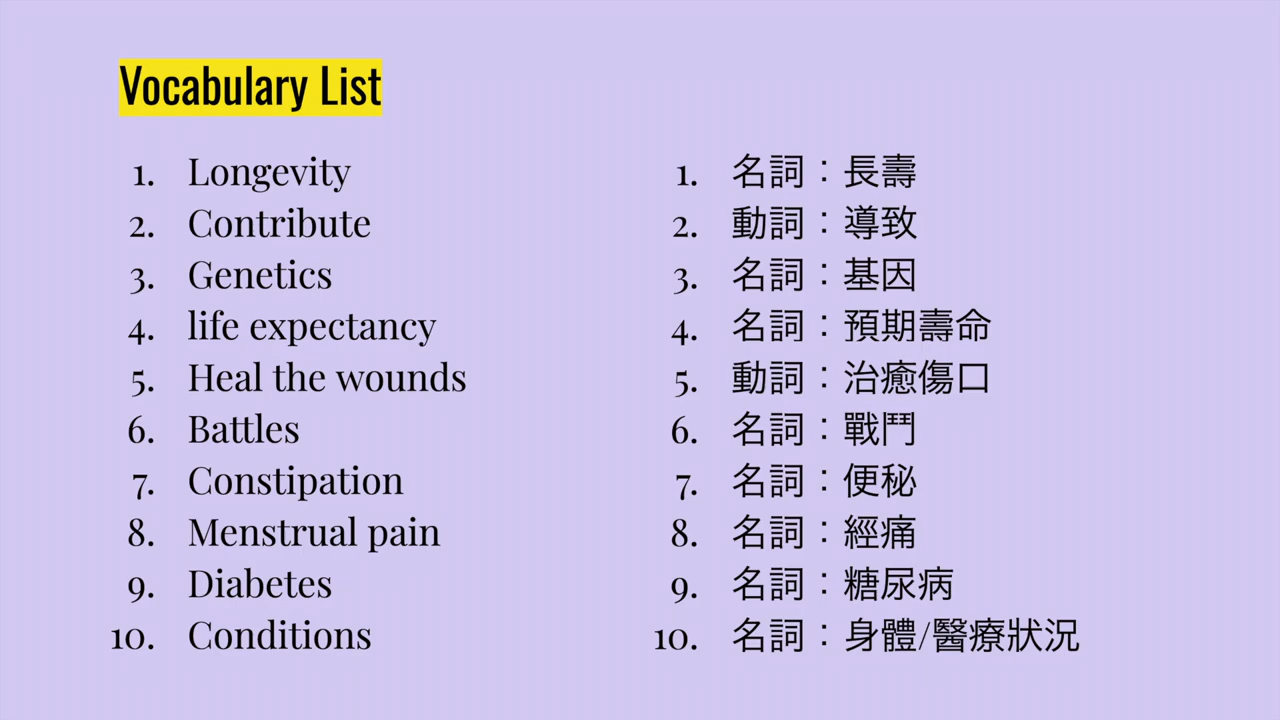 Vocabulary List
1. Longevity
2. Contribute
3. Genetics
4. life expectancy
5. Heal the wounds
6. Battles
7. Constipation
8. Menstrual pain
9. Diabetes
10. Conditions
1. 名詞：長壽
2. 動詞：導致
3. 名詞：基因
4. 名詞：預期壽命
5. 動詞：治癒傷口
6. 名詞：戰鬥
7. 名詞：便秘
8. 名詞：經痛
9. 名詞：糖尿病
10. 名詞：身體/醫療狀況